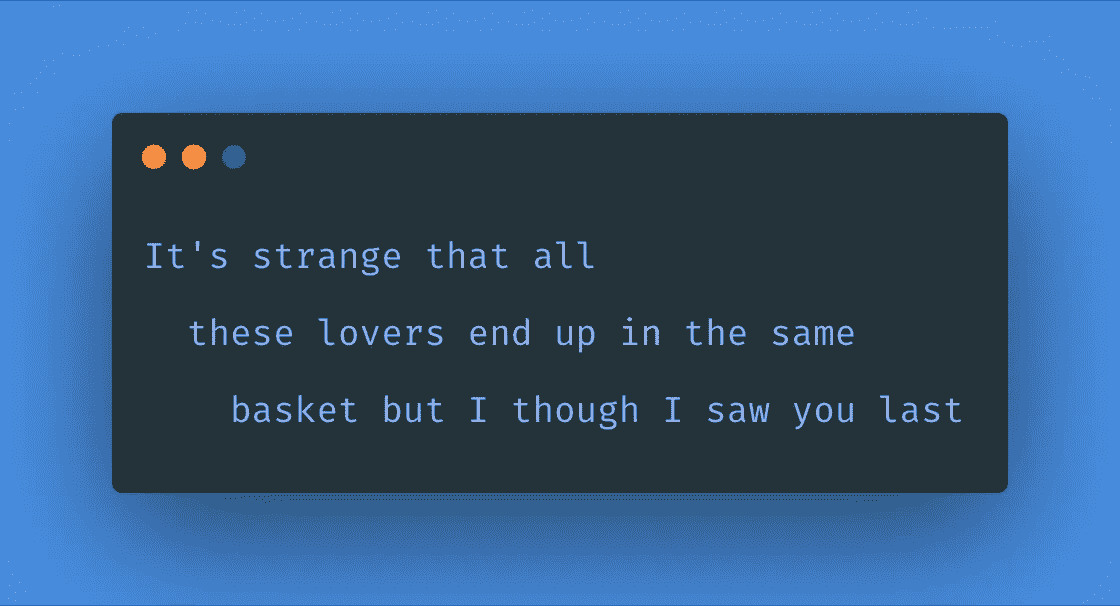 It's strange that all
these lovers end up in the same
basket but I though I saw you last